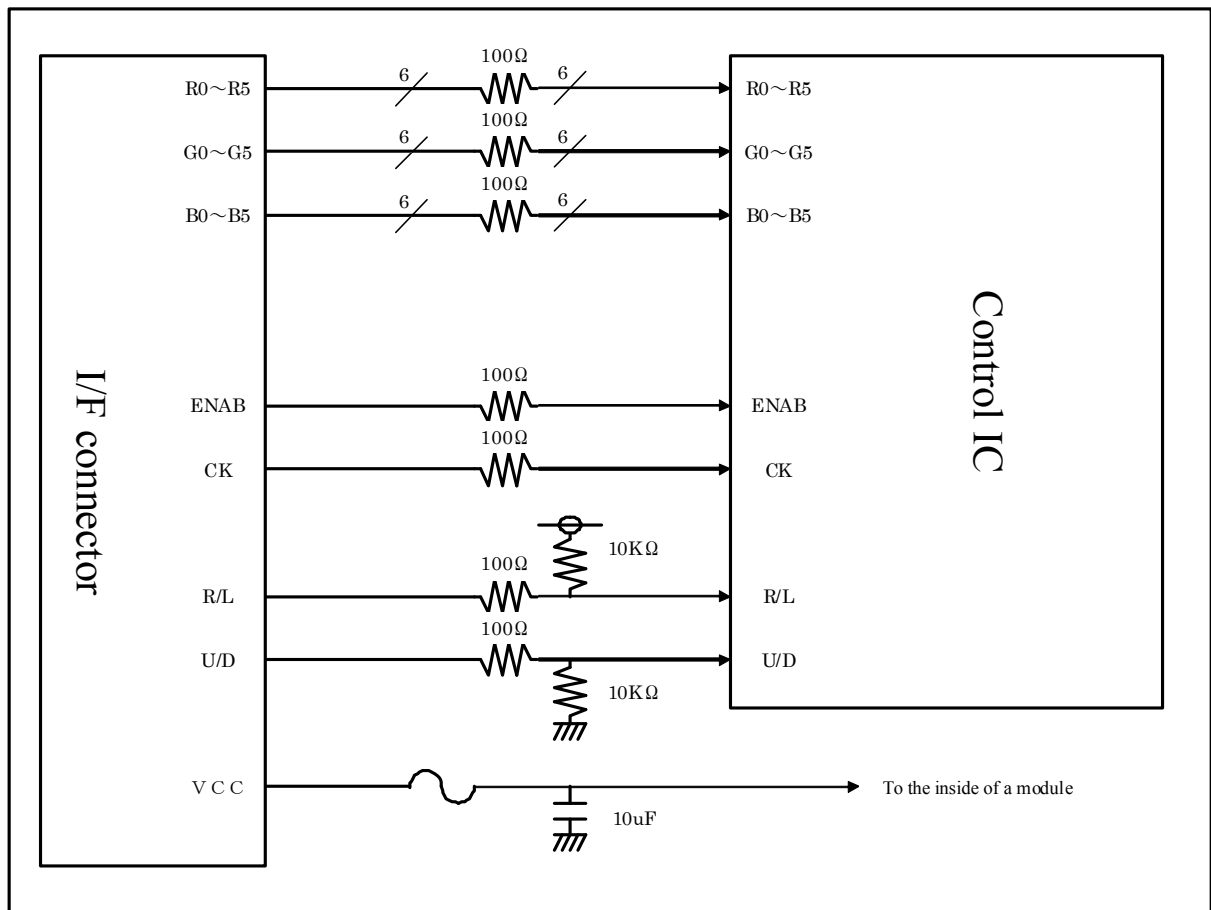 100Ω
R0～R5 6 6 R0～R5
100Ω
G0～G5 6 6 G0～G5
100Ω
B0～B5 6 6 B0～B5
I/F connector
Control IC
100Ω
ENAB ENAB
100Ω
CK CK
10KΩ
100Ω
R/L R/L
100Ω
U/D U/D
10KΩ
ＶＣＣ To the inside of a module
10uF